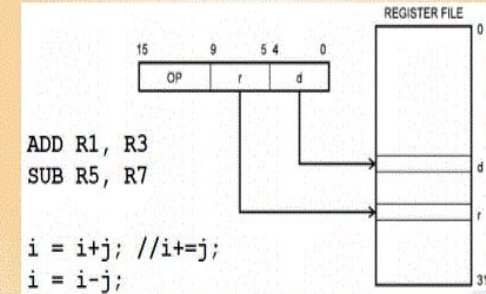 REGISTER FILE
15 9 5 4 0 0
OP r d
ADD R1, R3
SUB R5, R7
d
r
i = i+j; //i+=j;
i = i-j;
31